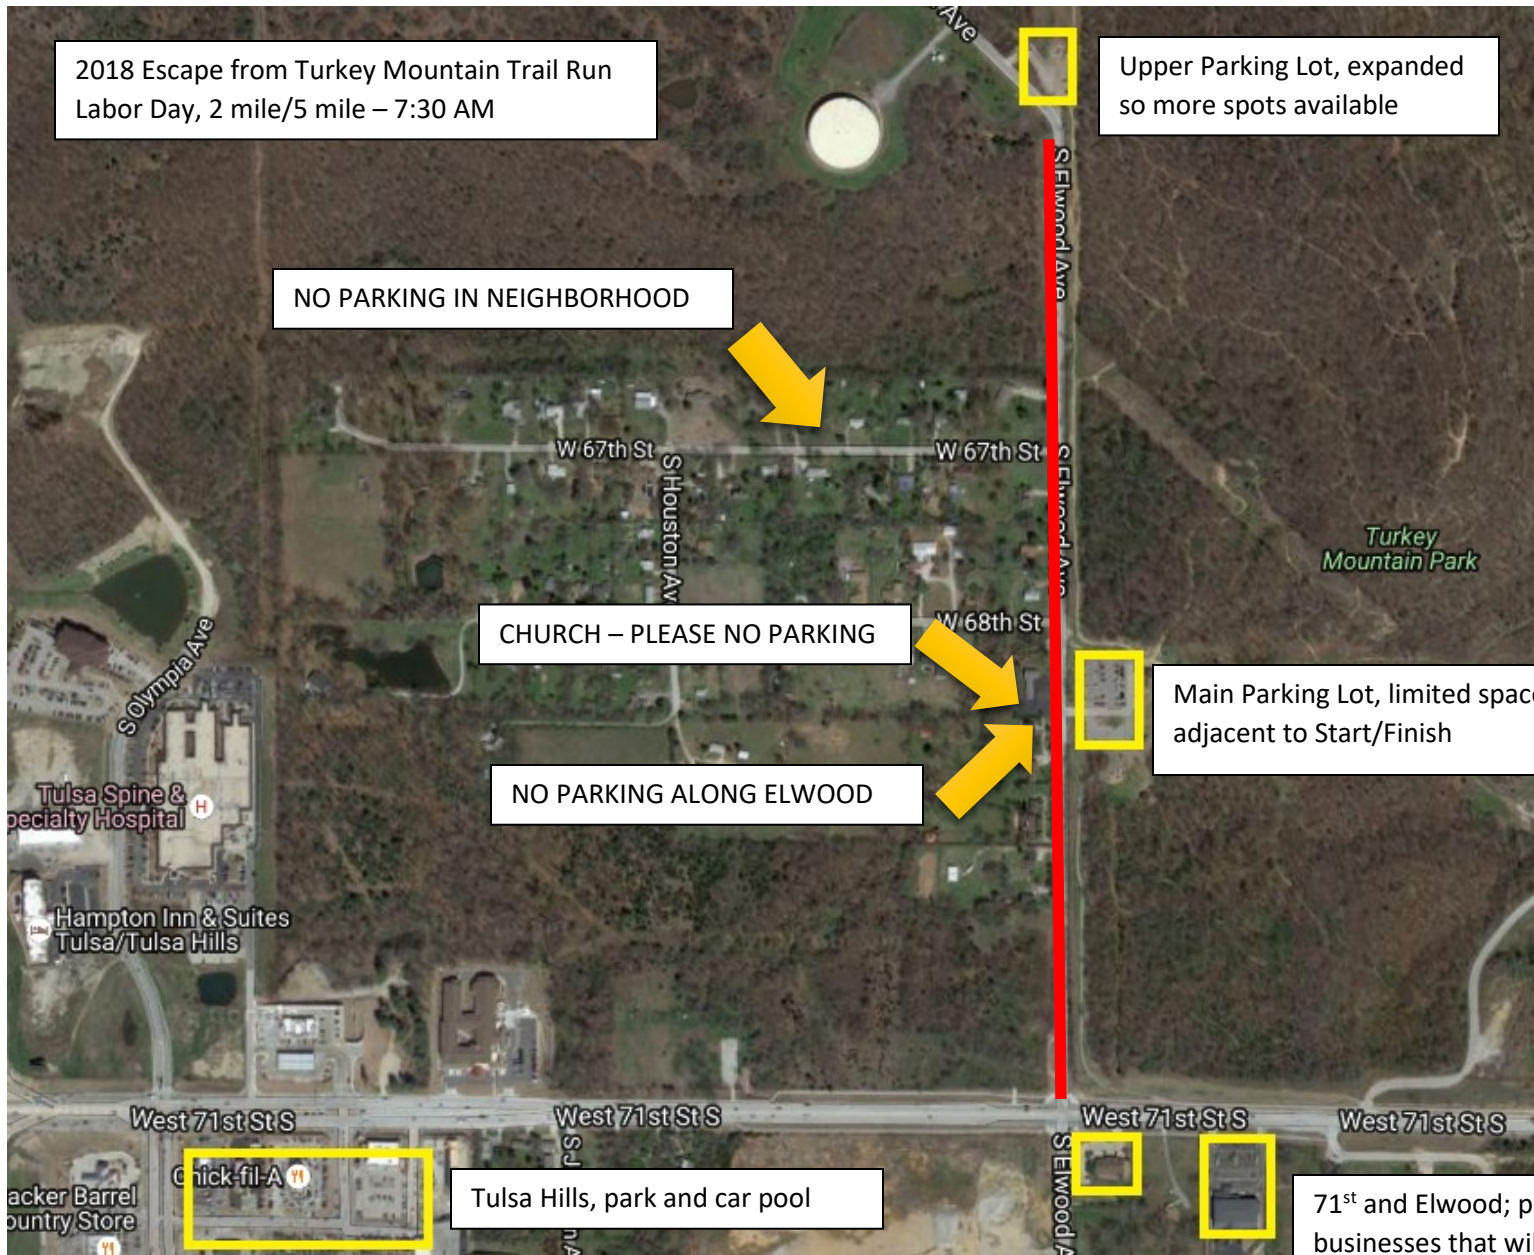 2018 Escape from Turkey Mountain Trail Run
Labor Day, 2 mile/5 mile – 7:30 AM
Ave
Upper Parking Lot, expanded
so more spots available
S Elwood Ave
NO PARKING IN NEIGHBORHOOD
W 67th St
W 67th St
S Houston Av
S Elwood Ave
Turkey
Mountain Park
CHURCH – PLEASE NO PARKING
W 68th St
S Olympia Ave
Main Parking Lot, limited space
adjacent to Start/Finish
NO PARKING ALONG ELWOOD
Tulsa Spine &
pecialty Hospital
H
Hampton Inn & Suites
Tulsa/Tulsa Hills
West 71st St S
West 71st St S
West 71st St S
West 71st St S
Chick-fil-A
S J
S Elwood A
acker Barrel
ountry Store
Tulsa Hills, park and car pool
71st and Elwood; p
businesses that wi